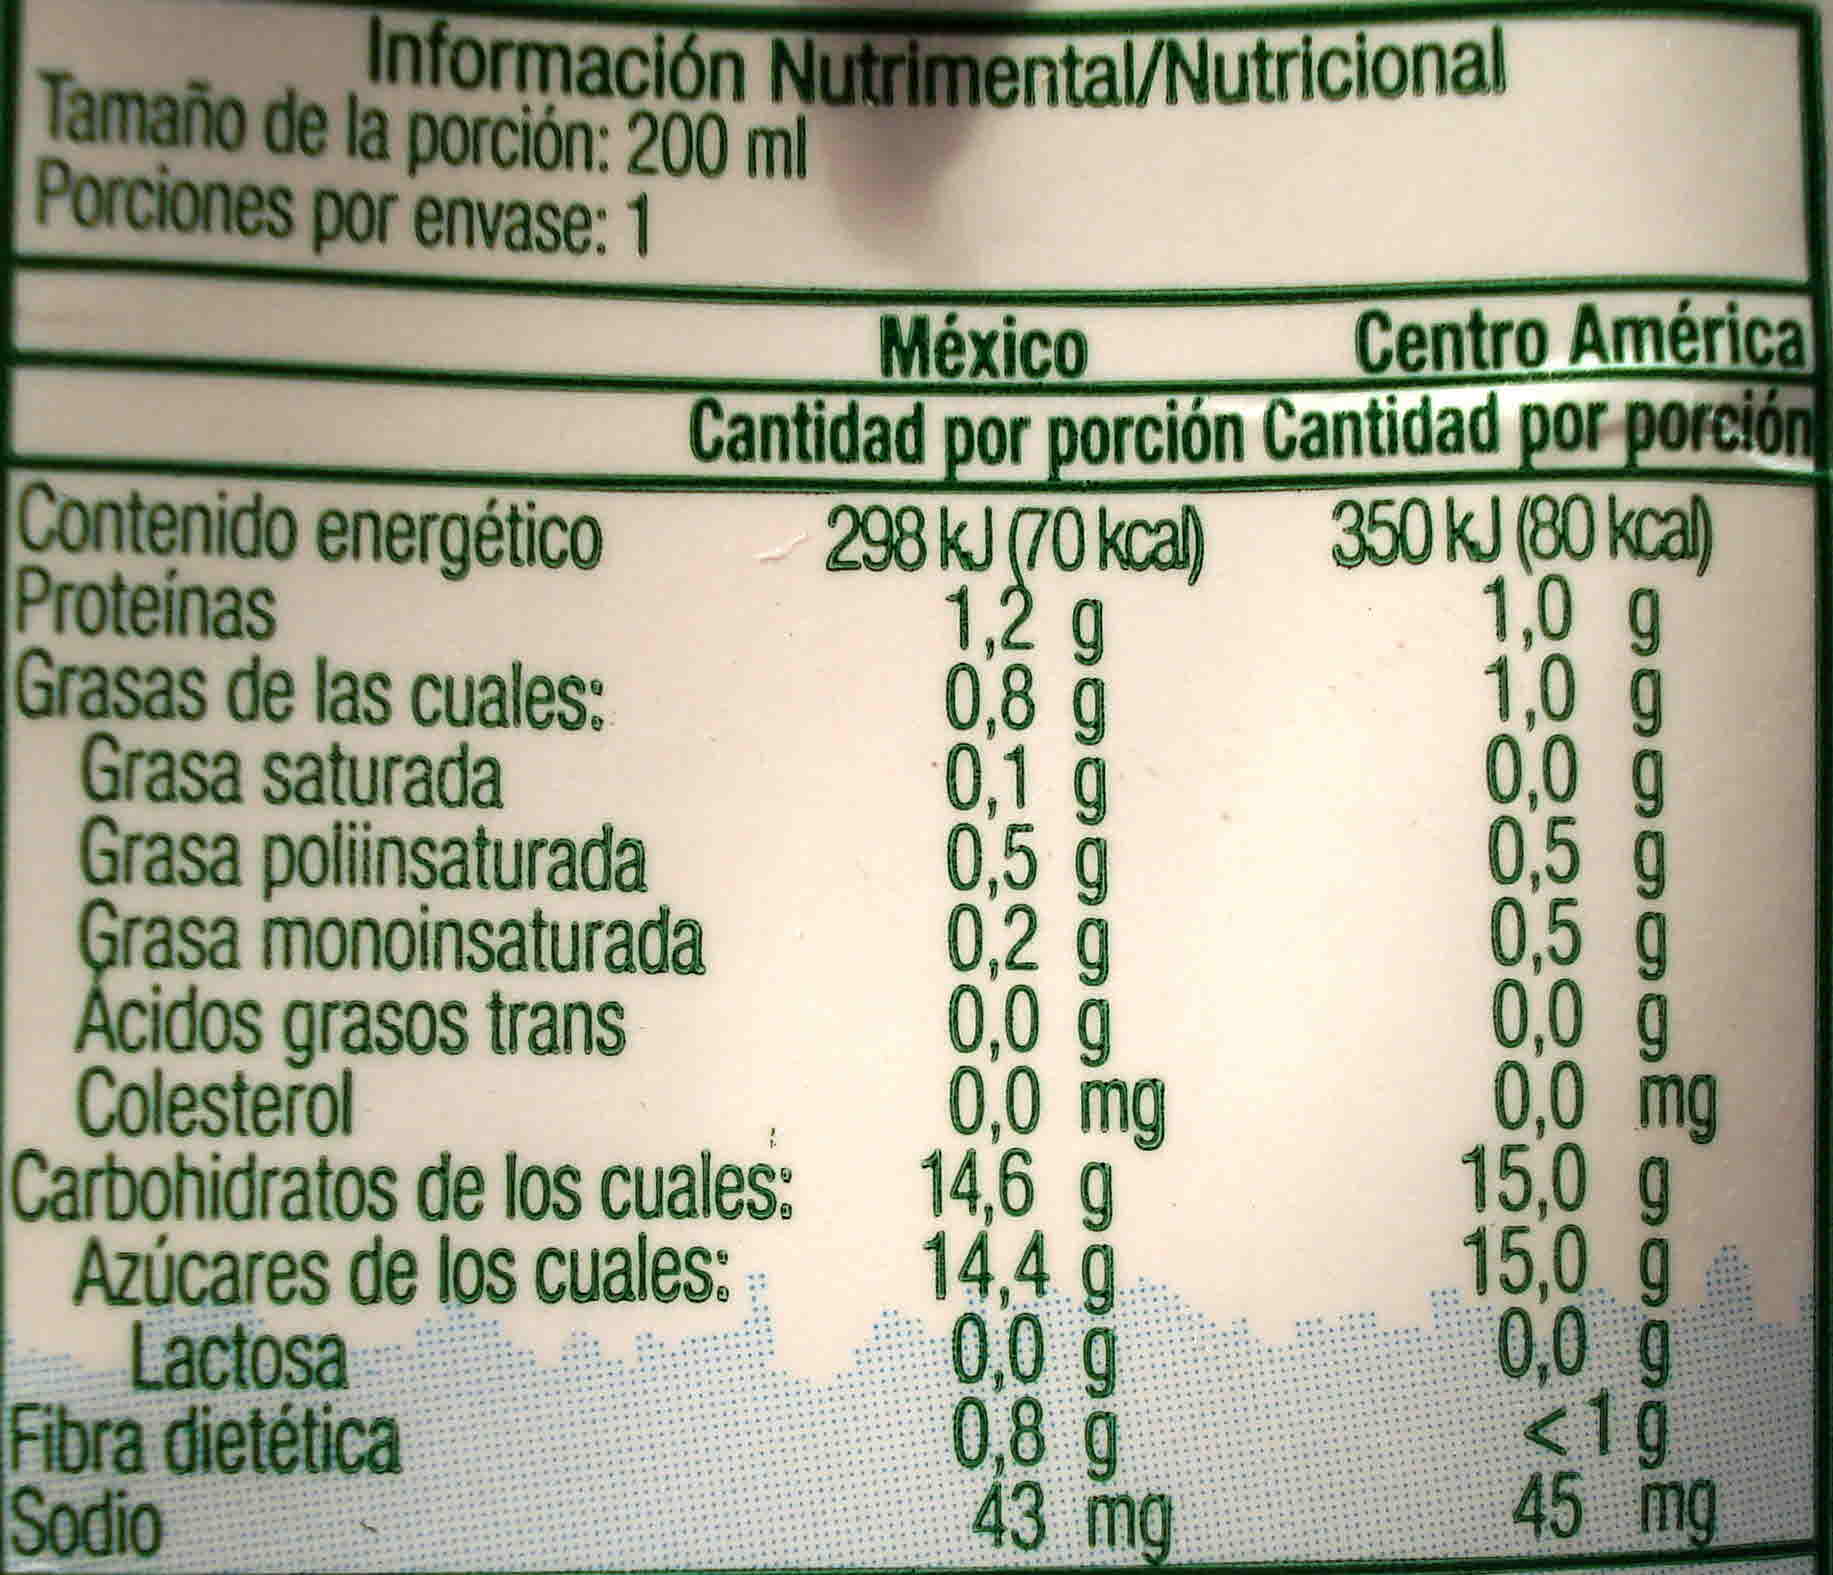 Información Nutrimental/Nutricional
Tamaño de la porción: 200 ml
Porciones por envase: 1
México Centro América
Cantidad por porción Cantidad por porción
Contenido energético 298 kJ (70 kcal) 350 kJ (80 kcal)
Proteínas 1,2 g 1,0 g
Grasas de las cuales: 0,8 g 1,0 g
Grasa saturada 0,1 g 0,0 g
Grasa poliinsaturada 0,5 g 0,5 g
Grasa monoinsaturada 0,2 g 0,5 g
Ácidos grasos trans 0,0 g 0,0 g
Colesterol 0,0 mg 0,0 mg
Carbohidratos de los cuales: 14,6 g 15,0 g
Azúcares de los cuales: 14,4 g 15,0 g
Lactosa 0,0 g 0,0 g
Fibra dietética 0,8 g <1 g
Sodio 43 mg 45 mg